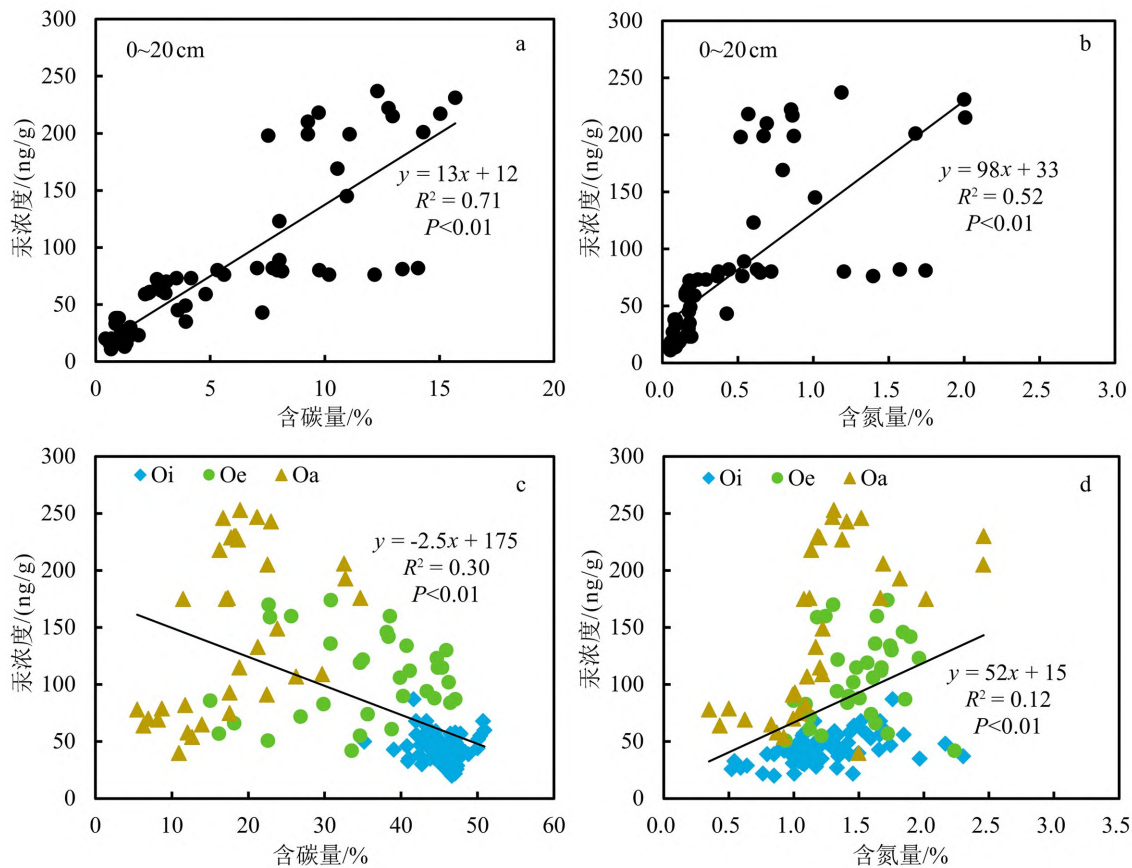 300
250
200
150
100
50
0
汞浓度/(ng/g)
0~20 cm
a
y = 13x + 12
R² = 0.71
P<0.01
0 5 10 15 20
含碳量/%
300
250
200
150
100
50
0
汞浓度/(ng/g)
0~20 cm
b
y = 98x + 33
R² = 0.52
P<0.01
0.0 0.5 1.0 1.5 2.0 2.5 3.0
含氮量/%
300
250
200
150
100
50
0
汞浓度/(ng/g)
Oi Oe Oa
c
y = -2.5x + 175
R² = 0.30
P<0.01
0 10 20 30 40 50 60
含碳量/%
300
250
200
150
100
50
0
汞浓度/(ng/g)
Oi Oe Oa
d
y = 52x + 15
R² = 0.12
P<0.01
0.0 0.5 1.0 1.5 2.0 2.5 3.0 3.5
含氮量/%